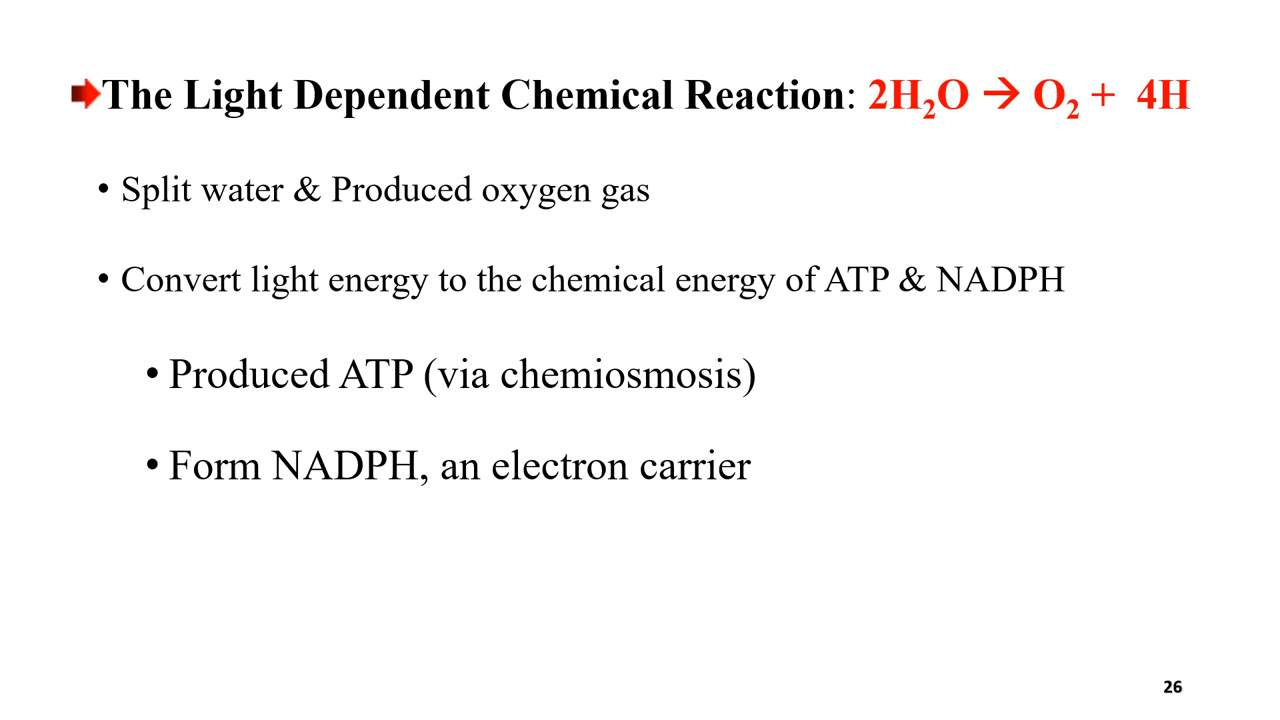 The Light Dependent Chemical Reaction: 2H₂O → O₂ + 4H
• Split water & Produced oxygen gas
• Convert light energy to the chemical energy of ATP & NADPH
• Produced ATP (via chemiosmosis)
• Form NADPH, an electron carrier
26